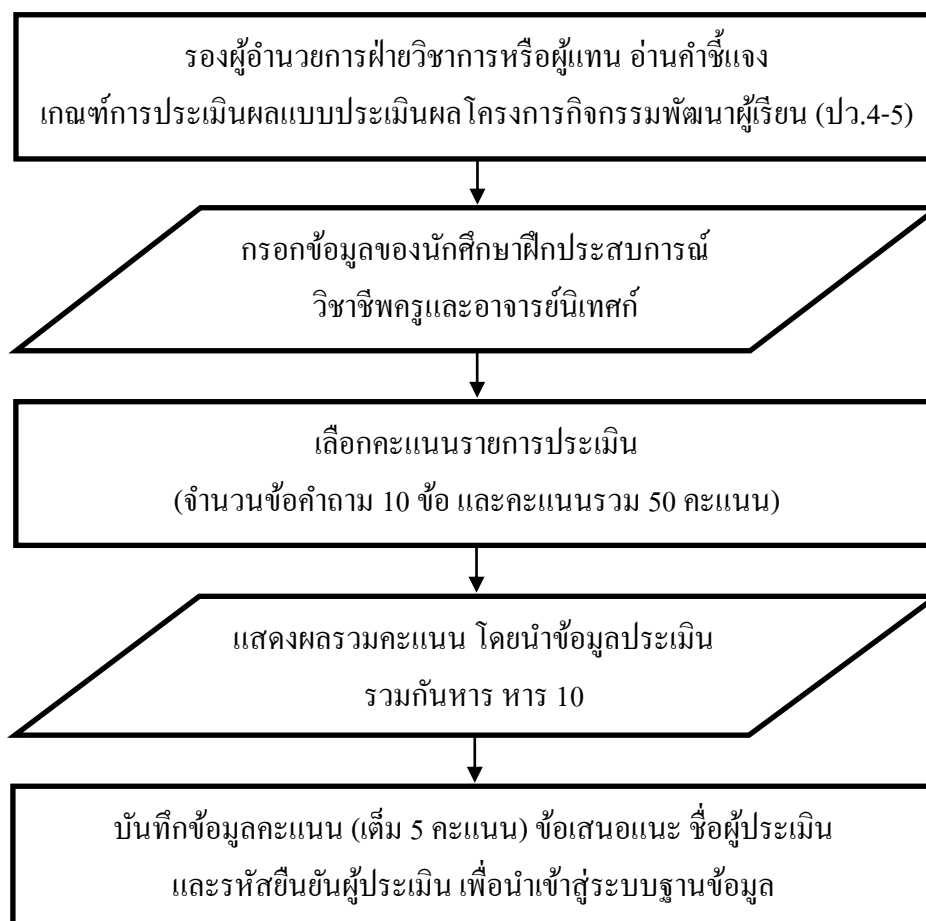 รองผู้อำนวยการฝ่ายวิชาการหรือผู้แทน อ่านคำชี้แจง
เกณฑ์การประเมินผลแบบประเมินผลโครงการกิจกรรมพัฒนาผู้เรียน (ปว.4-5)
กรอกข้อมูลของนักศึกษาฝึกประสบการณ์
วิชาชีพครูและอาจารย์นิเทศก์
เลือกคะแนนรายการประเมิน
(จำนวนข้อคำถาม 10 ข้อ และคะแนนรวม 50 คะแนน)
แสดงผลรวมคะแนน โดยนำข้อมูลประเมิน
รวมกันหาร หาร 10
บันทึกข้อมูลคะแนน (เต็ม 5 คะแนน) ข้อเสนอแนะ ชื่อผู้ประเมิน
และรหัสยืนยันผู้ประเมิน เพื่อนำเข้าสู่ระบบฐานข้อมูล